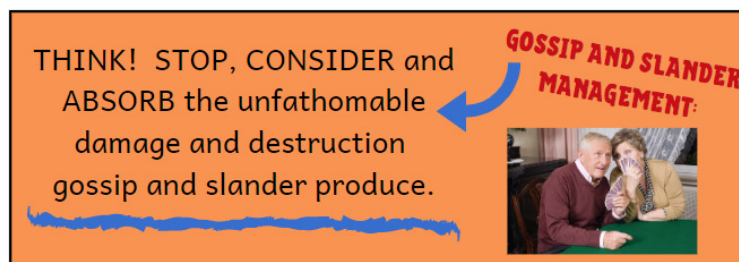 THINK! STOP, CONSIDER and
ABSORB the unfathomable
damage and destruction
gossip and slander produce.
GOSSIP AND SLANDER
MANAGEMENT: